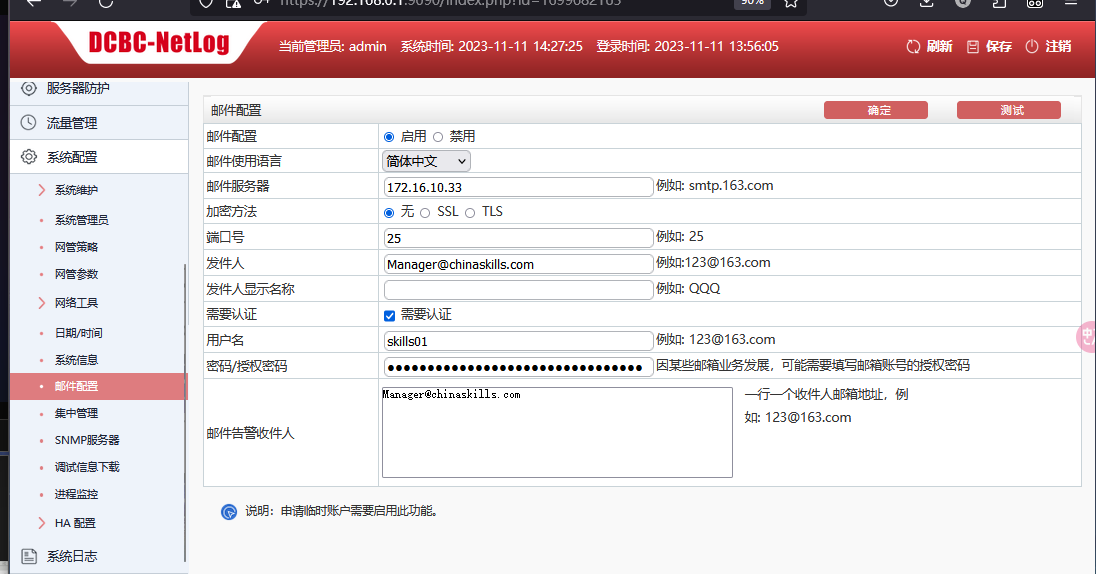 https://192.168.0.1:9090/index.php?id=1699682165
90%
DCBC-NetLog
当前管理员: admin 系统时间: 2023-11-11 14:27:25 登录时间: 2023-11-11 13:56:05
刷新 保存 注销
服务器防护
流量管理
系统配置
系统维护
系统管理员
网管策略
网管参数
网络工具
日期/时间
系统信息
邮件配置
集中管理
SNMP服务器
调试信息下载
进程监控
HA 配置
系统日志
邮件配置 确定 测试
邮件配置 启用 禁用
邮件使用语言 简体中文
邮件服务器 172.16.10.33 例如: smtp.163.com
加密方法 无 SSL TLS
端口号 25 例如: 25
发件人 Manager@chinaskills.com 例如:123@163.com
发件人显示名称 例如: QQQ
需要认证 需要认证
用户名 skills01 例如: 123@163.com
密码/授权密码 ●●●●●●●●●●●●●●●●●●●●●●●●●●●●●●●● 因某些邮箱业务发展，可能需要填写邮箱账号的授权密码
邮件告警收件人 Manager@chinaskills.com 一行一个收件人邮箱地址，例
如: 123@163.com
说明：申请临时账户需要启用此功能。